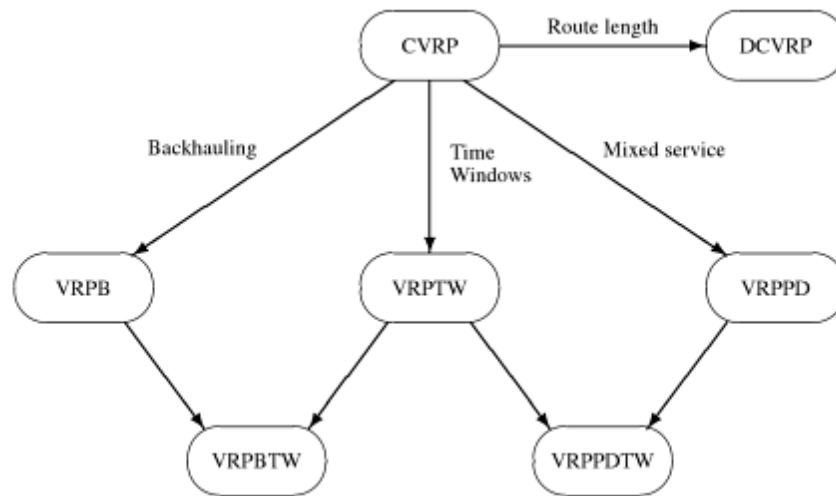 Route length
CVRP
DCVRP
Backhauling
Time
Windows
Mixed service
VRPB
VRPTW
VRPPD
VRPBTW
VRPPDTW